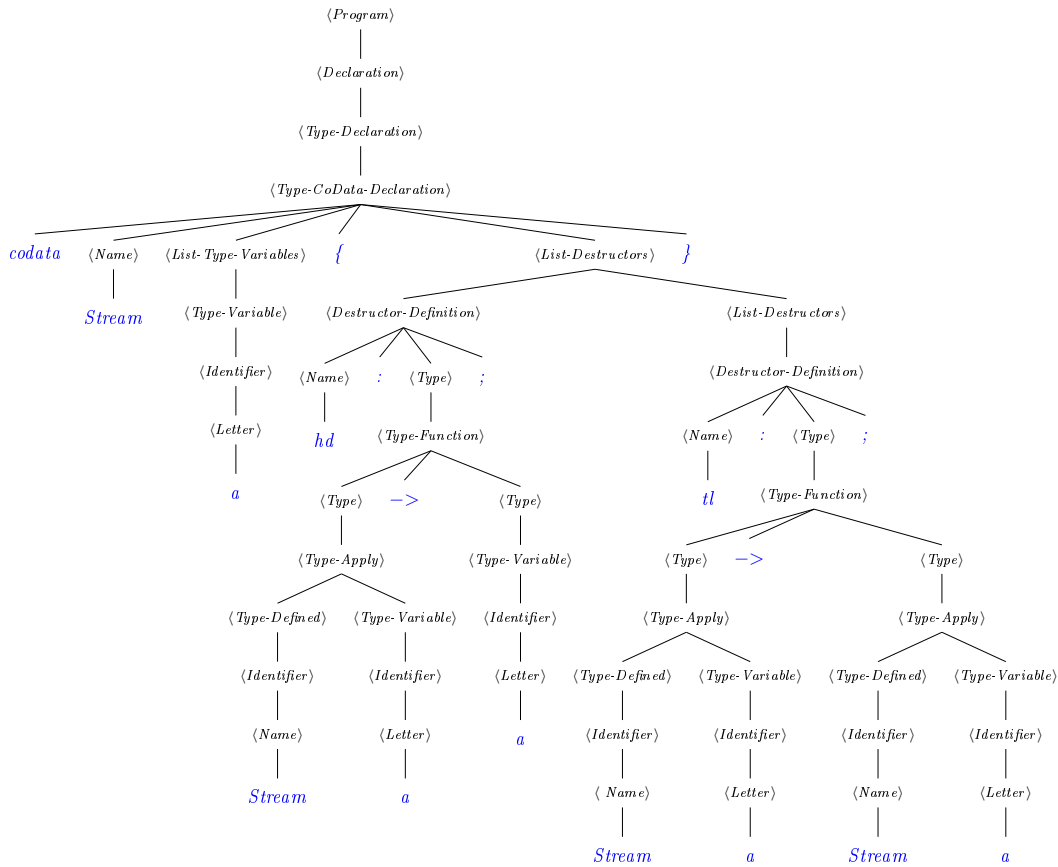 ⟨Program⟩
⟨Declaration⟩
⟨Type-Declaration⟩
⟨Type-CoData-Declaration⟩
codata ⟨Name⟩ ⟨List-Type-Variables⟩ { ⟨List-Destructors⟩ }
Stream ⟨Type-Variable⟩ ⟨Destructor-Definition⟩ ⟨List-Destructors⟩
⟨Identifier⟩ ⟨Name⟩ : ⟨Type⟩ ; ⟨Destructor-Definition⟩
⟨Letter⟩ hd ⟨Type-Function⟩ ⟨Name⟩ : ⟨Type⟩ ;
a ⟨Type⟩ −> ⟨Type⟩ tl ⟨Type-Function⟩
⟨Type-Apply⟩ ⟨Type-Variable⟩ ⟨Type⟩ −> ⟨Type⟩
⟨Type-Defined⟩ ⟨Type-Variable⟩ ⟨Identifier⟩ ⟨Type-Apply⟩ ⟨Type-Apply⟩
⟨Identifier⟩ ⟨Identifier⟩ ⟨Letter⟩ ⟨Type-Defined⟩ ⟨Type-Variable⟩ ⟨Type-Defined⟩ ⟨Type-Variable⟩
⟨Name⟩ ⟨Letter⟩ a ⟨Identifier⟩ ⟨Identifier⟩ ⟨Identifier⟩ ⟨Identifier⟩
Stream a ⟨ Name⟩ ⟨Letter⟩ ⟨Name⟩ ⟨Letter⟩
Stream a Stream a